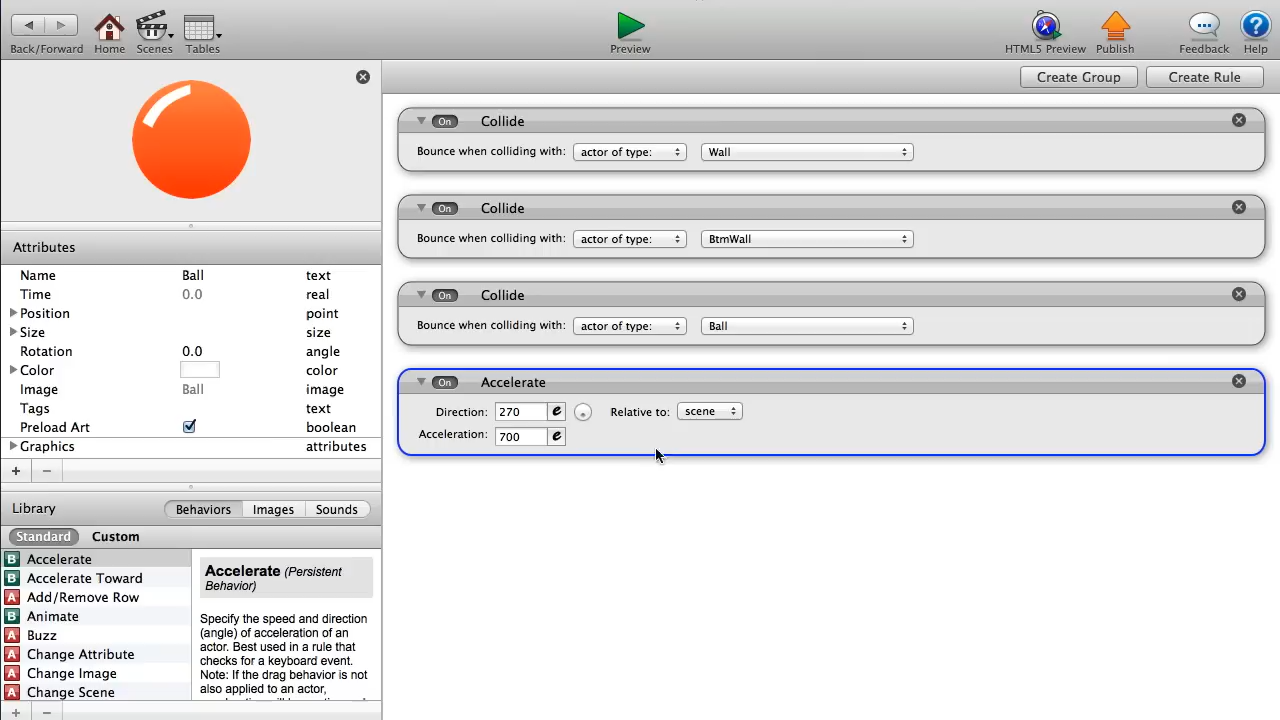 Back/Forward Home Scenes Tables Preview HTML5 Preview Publish Feedback Help
Create Group Create Rule
On Collide
Bounce when colliding with: actor of type: Wall
On Collide
Bounce when colliding with: actor of type: BtmWall
On Collide
Bounce when colliding with: actor of type: Ball
On Accelerate
Direction: 270 e Relative to: scene
Acceleration: 700 e
Attributes
Name Ball text
Time 0.0 real
Position point
Size size
Rotation 0.0 angle
Color color
Image Ball image
Tags text
Preload Art boolean
Graphics attributes
+ −
Library Behaviors Images Sounds
Standard Custom
B Accelerate
B Accelerate Toward
A Add/Remove Row
B Animate
A Buzz
A Change Attribute
A Change Image
A Change Scene
Accelerate (Persistent
Behavior)
Specify the speed and direction
(angle) of acceleration of an
actor. Best used in a rule that
checks for a keyboard event.
Note: If the drag behavior is not
also applied to an actor,
+ −